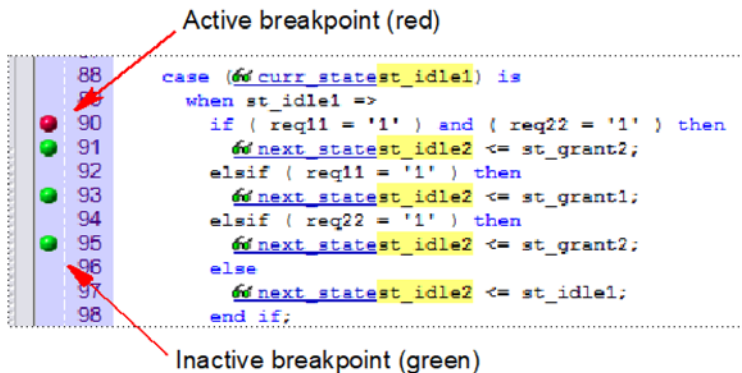 Active breakpoint (red)
88 case (curr_statest_idle1) is
89 when st_idle1 =>
90 if ( req11 = '1' ) and ( req22 = '1' ) then
91 next_statest_idle2 <= st_grant2;
92 elsif ( req11 = '1' ) then
93 next_statest_idle2 <= st_grant1;
94 elsif ( req22 = '1' ) then
95 next_statest_idle2 <= st_grant2;
96 else
97 next_statest_idle2 <= st_idle1;
98 end if;
Inactive breakpoint (green)